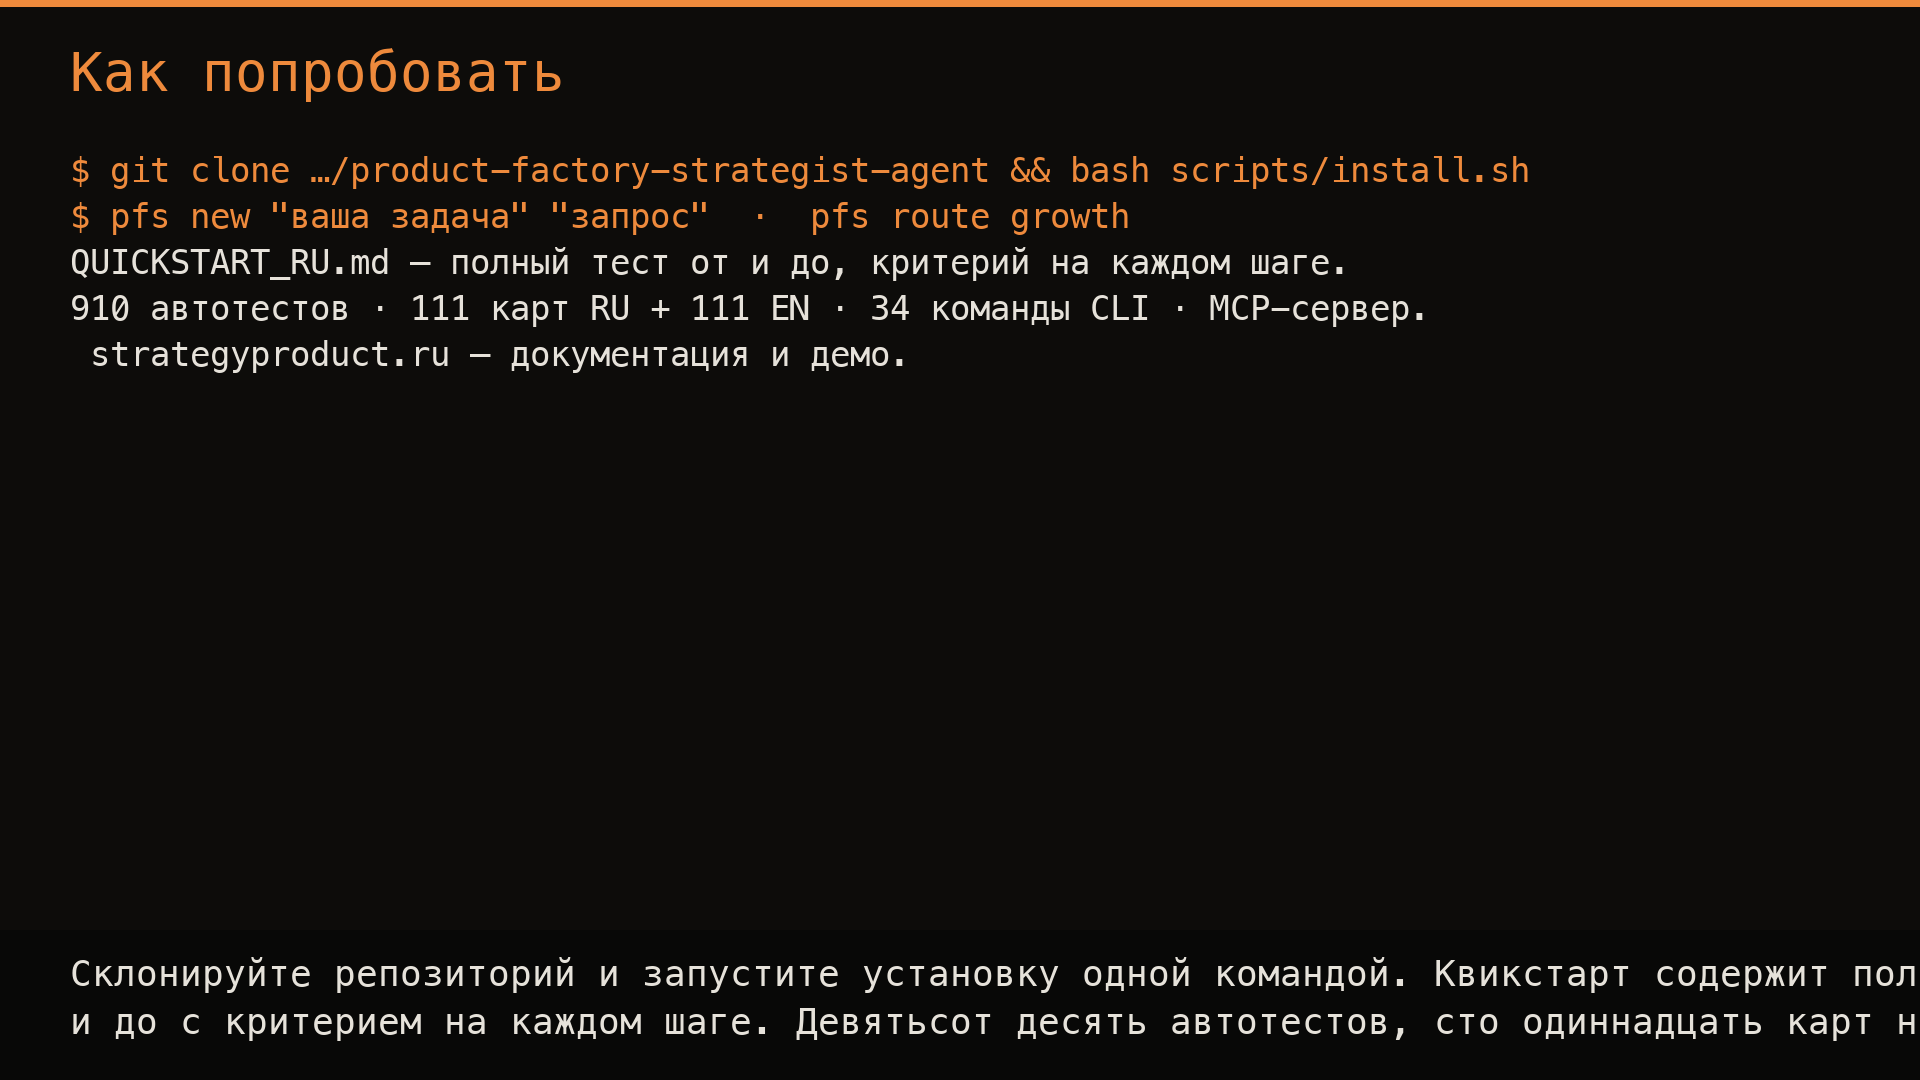 Как попробовать
$ git clone …/product-factory-strategist-agent && bash scripts/install.sh
$ pfs new "ваша задача" "запрос"  ·  pfs route growth
QUICKSTART_RU.md — полный тест от и до, критерий на каждом шаге.
910 автотестов · 111 карт RU + 111 EN · 34 команды CLI · MCP-сервер.
strategyproduct.ru — документация и демо.
Склонируйте репозиторий и запустите установку одной командой. Квикстарт содержит пол
и до с критерием на каждом шаге. Девятьсот десять автотестов, сто одиннадцать карт н